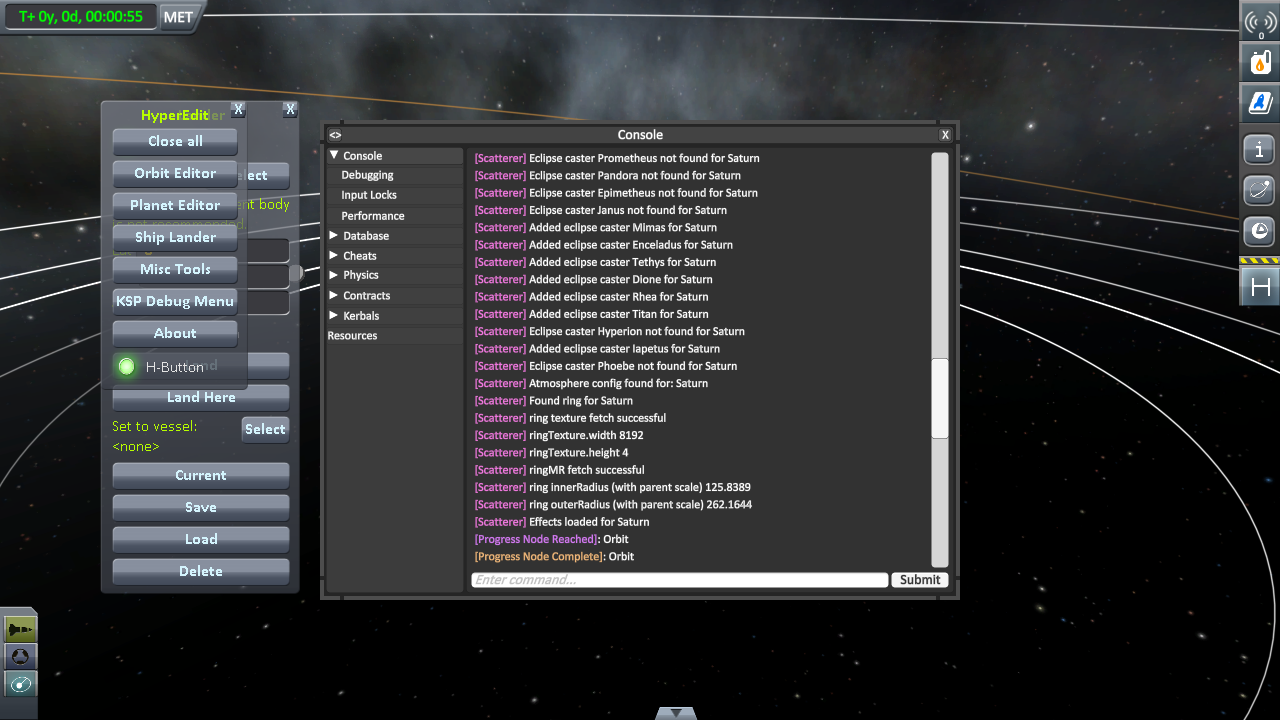 T+ 0y, 0d, 00:00:55
MET
0
HyperEdit
X
X
Close all
Orbit Editor
Planet Editor
nt body
Ship Lander
Misc Tools
KSP Debug Menu
About
H-Button
Land Here
Set to vessel:
<none>
Select
Current
Save
Load
Delete
<>
Console
X
Console
Debugging
Input Locks
Performance
Database
Cheats
Physics
Contracts
Kerbals
Resources
[Scatterer] Eclipse caster Prometheus not found for Saturn
[Scatterer] Eclipse caster Pandora not found for Saturn
[Scatterer] Eclipse caster Epimetheus not found for Saturn
[Scatterer] Eclipse caster Janus not found for Saturn
[Scatterer] Added eclipse caster Mimas for Saturn
[Scatterer] Added eclipse caster Enceladus for Saturn
[Scatterer] Added eclipse caster Tethys for Saturn
[Scatterer] Added eclipse caster Dione for Saturn
[Scatterer] Added eclipse caster Rhea for Saturn
[Scatterer] Added eclipse caster Titan for Saturn
[Scatterer] Eclipse caster Hyperion not found for Saturn
[Scatterer] Added eclipse caster Iapetus for Saturn
[Scatterer] Eclipse caster Phoebe not found for Saturn
[Scatterer] Atmosphere config found for: Saturn
[Scatterer] Found ring for Saturn
[Scatterer] ring texture fetch successful
[Scatterer] ringTexture.width 8192
[Scatterer] ringTexture.height 4
[Scatterer] ringMR fetch successful
[Scatterer] ring innerRadius (with parent scale) 125.8389
[Scatterer] ring outerRadius (with parent scale) 262.1644
[Scatterer] Effects loaded for Saturn
[Progress Node Reached]: Orbit
[Progress Node Complete]: Orbit
Enter command...
Submit